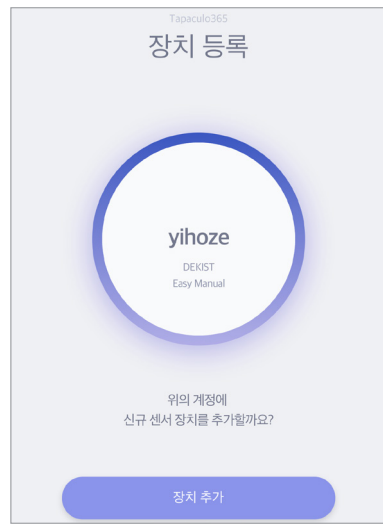 Tapaculo365
장치 등록
yihoze
DEKIST
Easy Manual
위의 계정에
신규 센서 장치를 추가할까요?
장치 추가